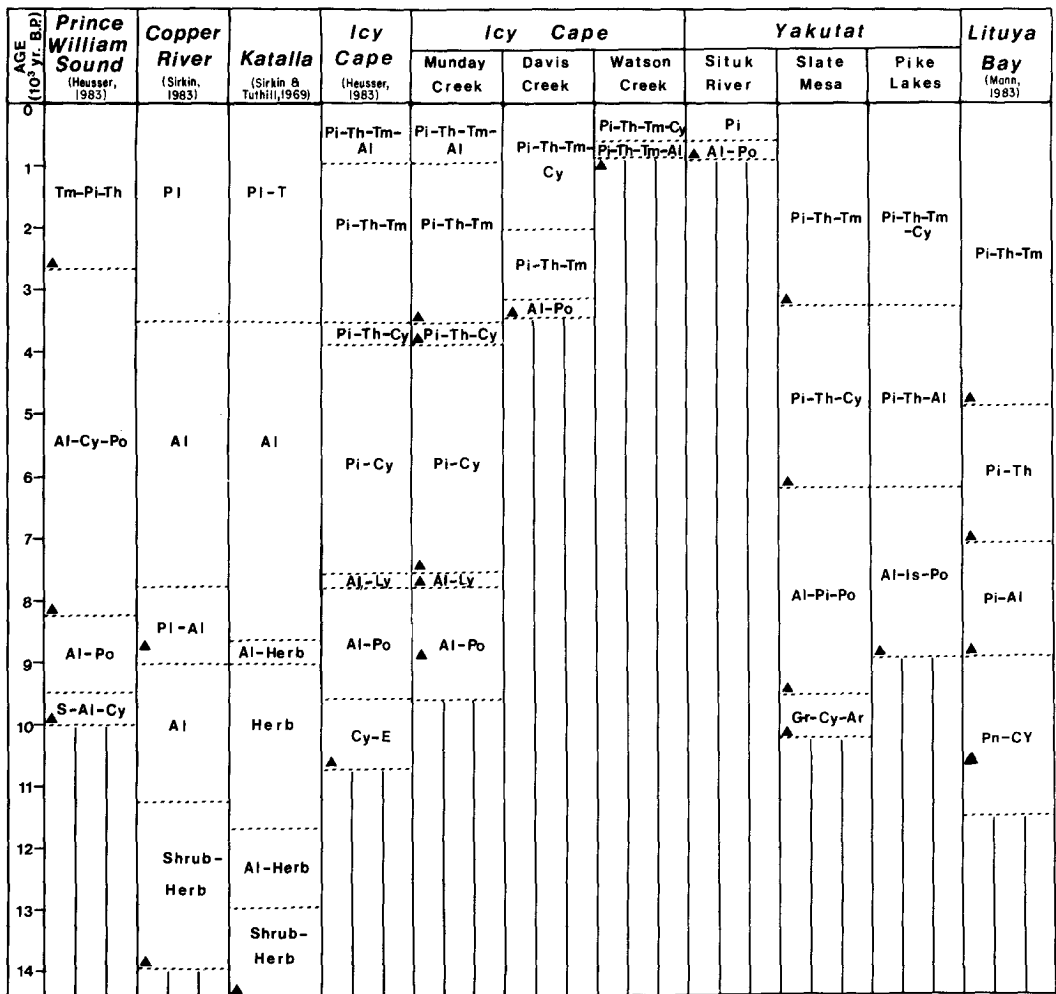 AGE
(10³ yr. B.P.)
Prince
William
Sound
(Heusser,
1983)
Copper
River
(Sirkin,
1983)
Katalla
(Sirkin &
Tuthill,1969)
Icy
Cape
(Heusser,
1983)
Icy Cape
Munday
Creek
Davis
Creek
Watson
Creek
Yakutat
Situk
River
Slate
Mesa
Pike
Lakes
Lituya
Bay
(Mann,
1983)
0
1
2
3
4
5
6
7
8
9
10
11
12
13
14
Tm-Pi-Th
Al-Cy-Po
Al-Po
S-Al-Cy
PI
Al
PI-Al
Al
Shrub-
Herb
PI-T
Al
Al-Herb
Herb
Al-Herb
Shrub-
Herb
Pi-Th-Tm-
Al
Pi-Th-Tm
Pi-Th-Cy
Pi-Cy
Al-Ly
Al-Po
Cy-E
Pi-Th-Tm-
Al
Pi-Th-Tm
Pi-Th-Cy
Pi-Cy
Al-Ly
Al-Po
Pi-Th-Tm-
Cy
Pi-Th-Tm
Al-Po
Pi-Th-Tm-Cy
Pi-Th-Tm-Al
Pi
Al-Po
Pi-Th-Tm
Pi-Th-Cy
Al-Pi-Po
Gr-Cy-Ar
Pi-Th-Tm
-Cy
Pi-Th-Al
Al-Is-Po
Pi-Th-Tm
Pi-Th
Pi-Al
Pn-CY